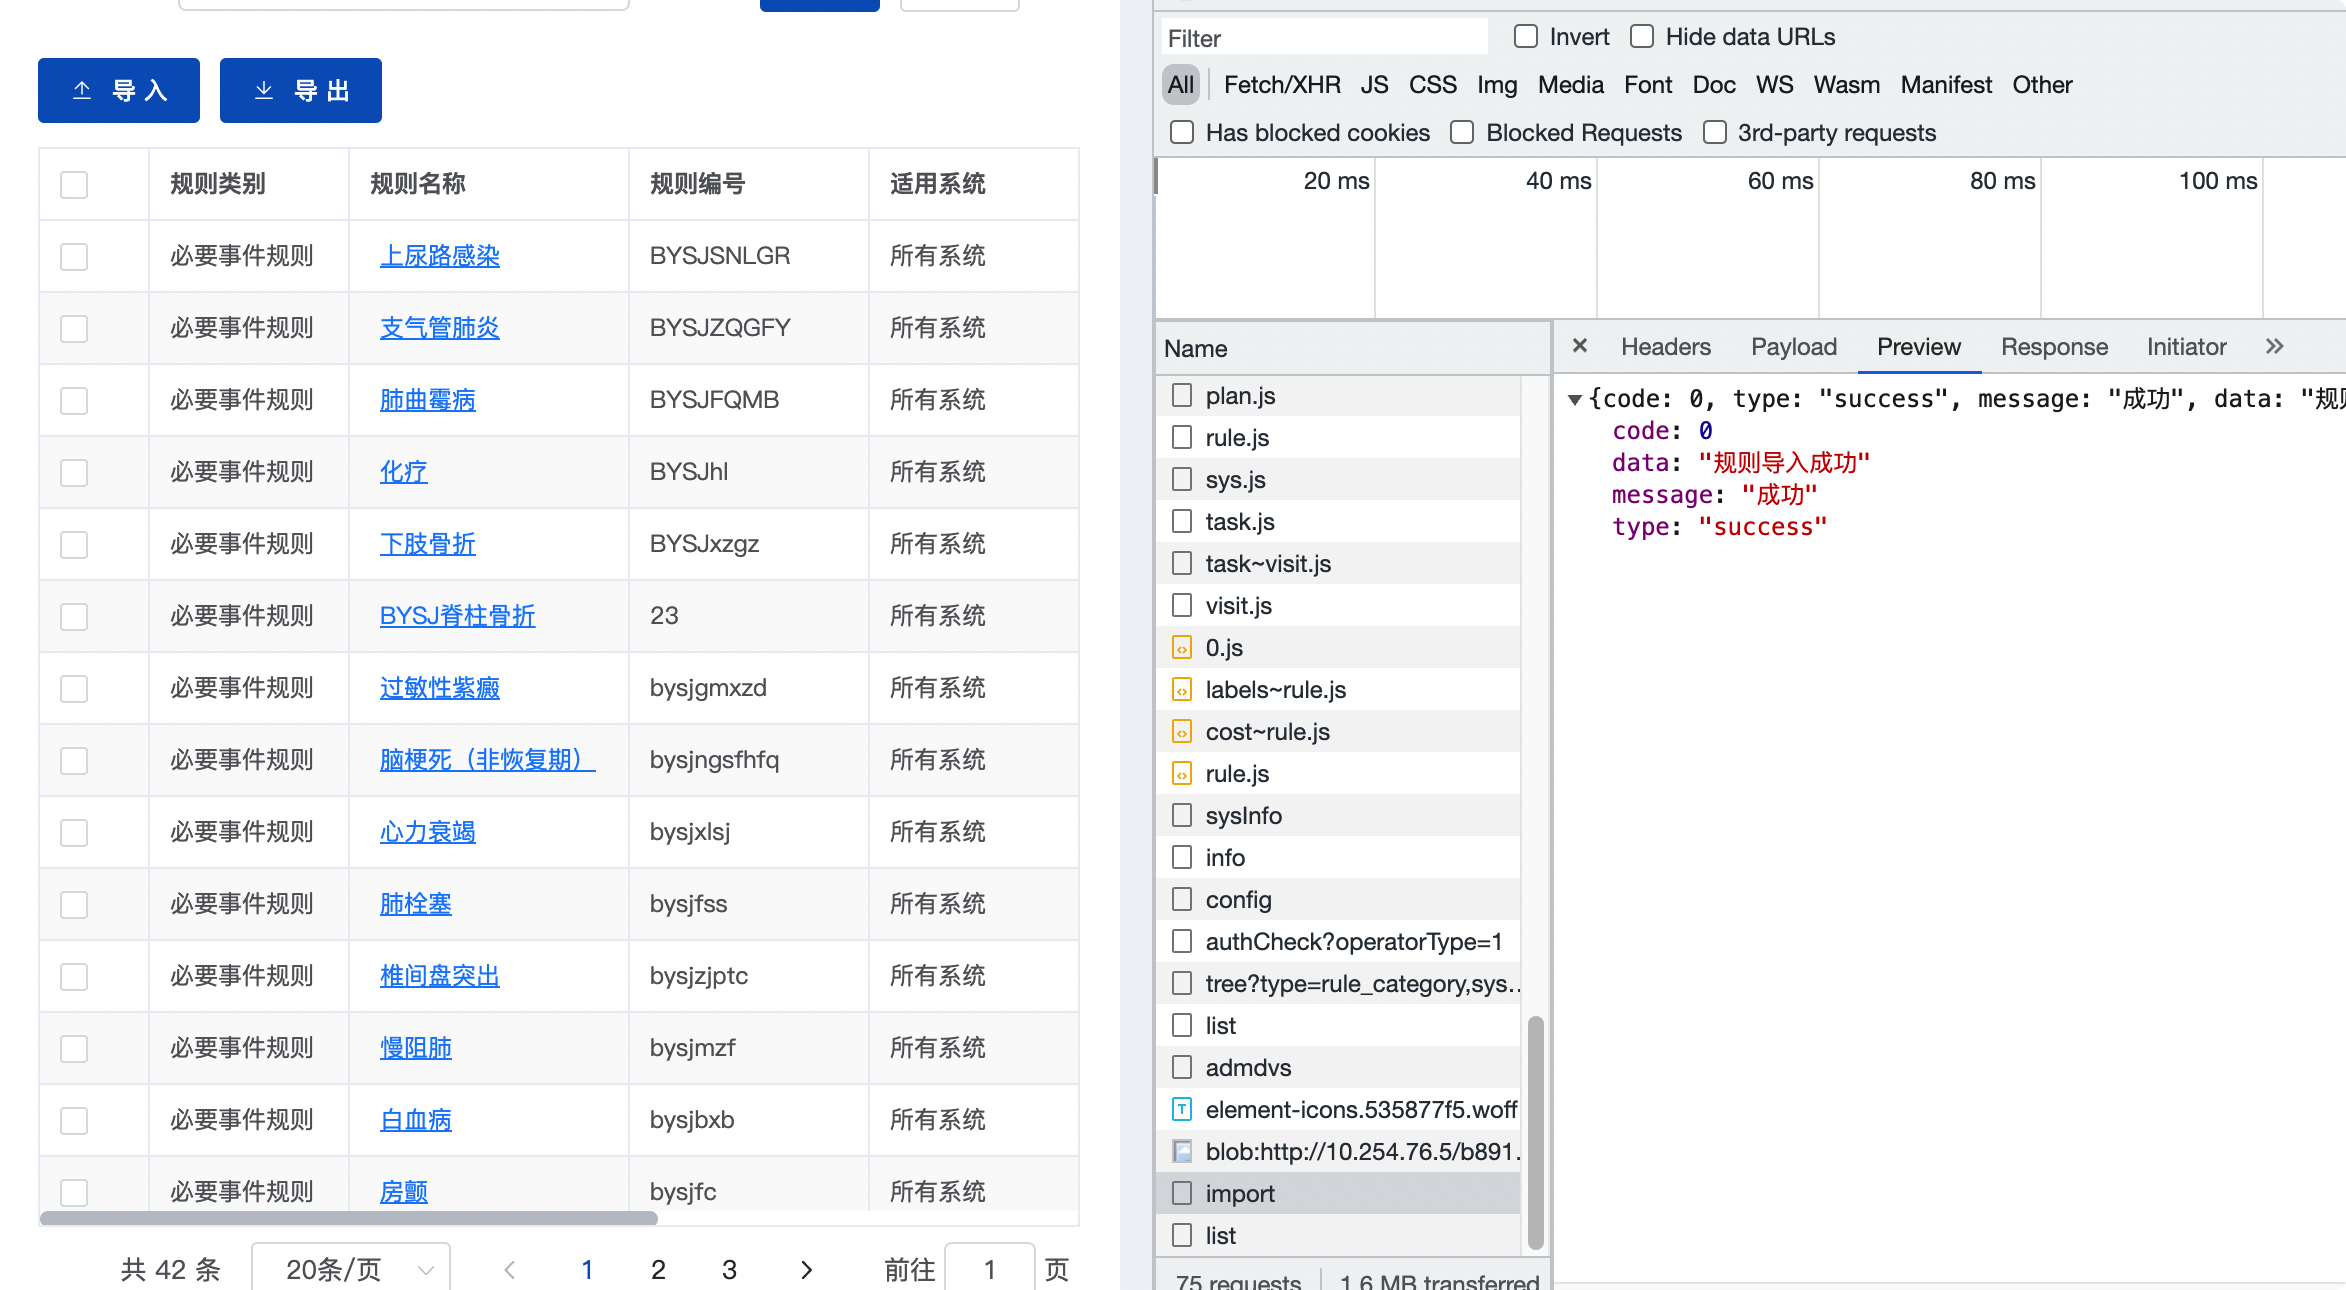 导入
导出
规则类别 规则名称 规则编号 适用系统
必要事件规则 上尿路感染 BYSJSNLGR 所有系统
必要事件规则 支气管肺炎 BYSJZQGFY 所有系统
必要事件规则 肺曲霉病 BYSJFQMB 所有系统
必要事件规则 化疗 BYSJhl 所有系统
必要事件规则 下肢骨折 BYSJxzgz 所有系统
必要事件规则 BYSJ脊柱骨折 23 所有系统
必要事件规则 过敏性紫癜 bysjgmxzd 所有系统
必要事件规则 脑梗死（非恢复期） bysjngsfhfq 所有系统
必要事件规则 心力衰竭 bysjxlsj 所有系统
必要事件规则 肺栓塞 bysjfss 所有系统
必要事件规则 椎间盘突出 bysjzjptc 所有系统
必要事件规则 慢阻肺 bysjmzf 所有系统
必要事件规则 白血病 bysjbxb 所有系统
必要事件规则 房颤 bysjfc 所有系统
共 42 条 20条/页 1 2 3 前往 1 页
Filter Invert Hide data URLs
All Fetch/XHR JS CSS Img Media Font Doc WS Wasm Manifest Other
Has blocked cookies Blocked Requests 3rd-party requests
20 ms 40 ms 60 ms 80 ms 100 ms
Name
plan.js
rule.js
sys.js
task.js
task~visit.js
visit.js
0.js
labels~rule.js
cost~rule.js
rule.js
sysInfo
info
config
authCheck?operatorType=1
tree?type=rule_category,sys...
list
admdvs
element-icons.535877f5.woff
blob:http://10.254.76.5/b891...
import
list
75 requests 1.6 MB transferred
× Headers Payload Preview Response Initiator »
{code: 0, type: "success", message: "成功", data: "规则
code: 0
data: "规则导入成功"
message: "成功"
type: "success"